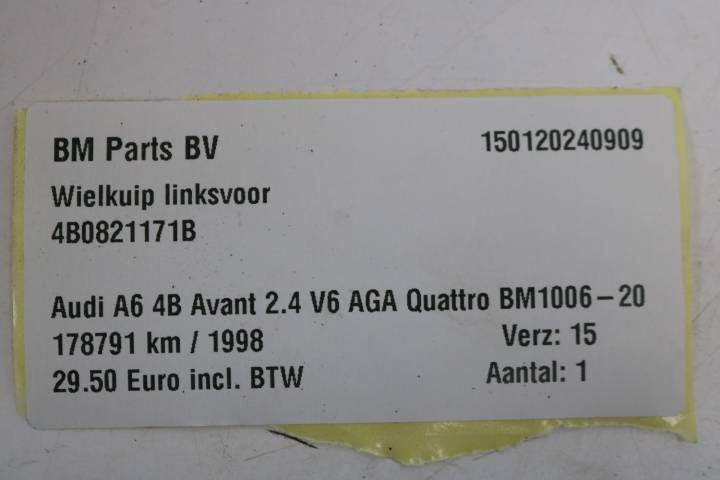 BM Parts BV 150120240909
Wielkuip linksvoor
4B0821171B
Audi A6 4B Avant 2.4 V6 AGA Quattro BM1006-20
178791 km / 1998 Verz: 15
29.50 Euro incl. BTW Aantal: 1